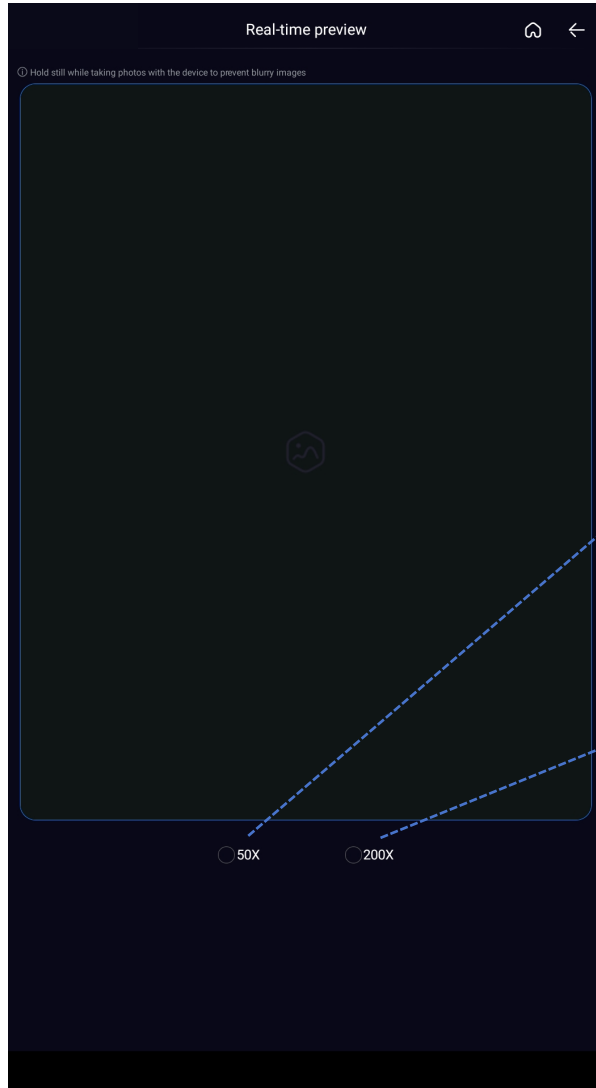 Real-time preview
Hold still while taking photos with the device to prevent blurry images
50X
200X